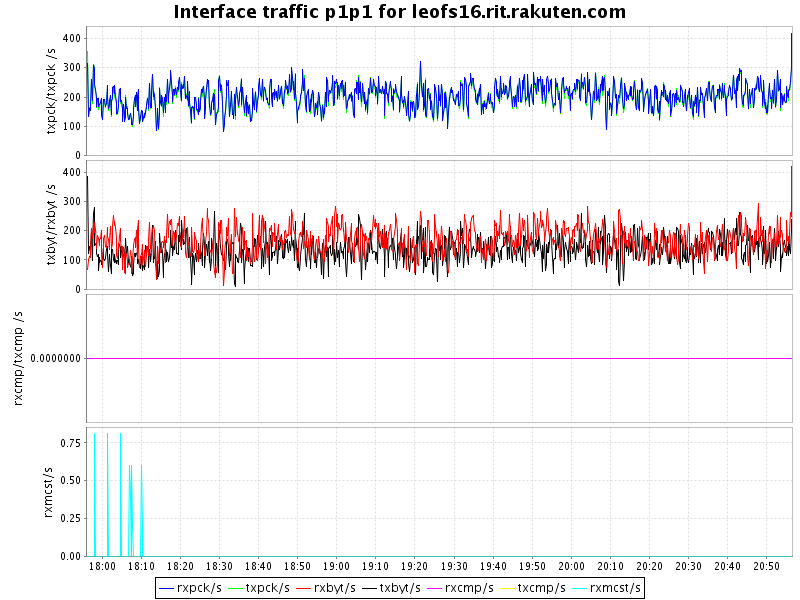 Interface traffic p1p1 for leofs16.rit.rakuten.com
txpck/txpck /s
400
300
200
100
0
txbyt/rxbyt /s
400
300
200
100
0
rxcmp/txcmp /s
0.0000000
rxmcst/s
0.75
0.50
0.25
0.00
18:00 18:10 18:20 18:30 18:40 18:50 19:00 19:10 19:20 19:30 19:40 19:50 20:00 20:10 20:20 20:30 20:40 20:50
rxpck/s txpck/s rxbyt/s txbyt/s rxcmp/s txcmp/s rxmcst/s